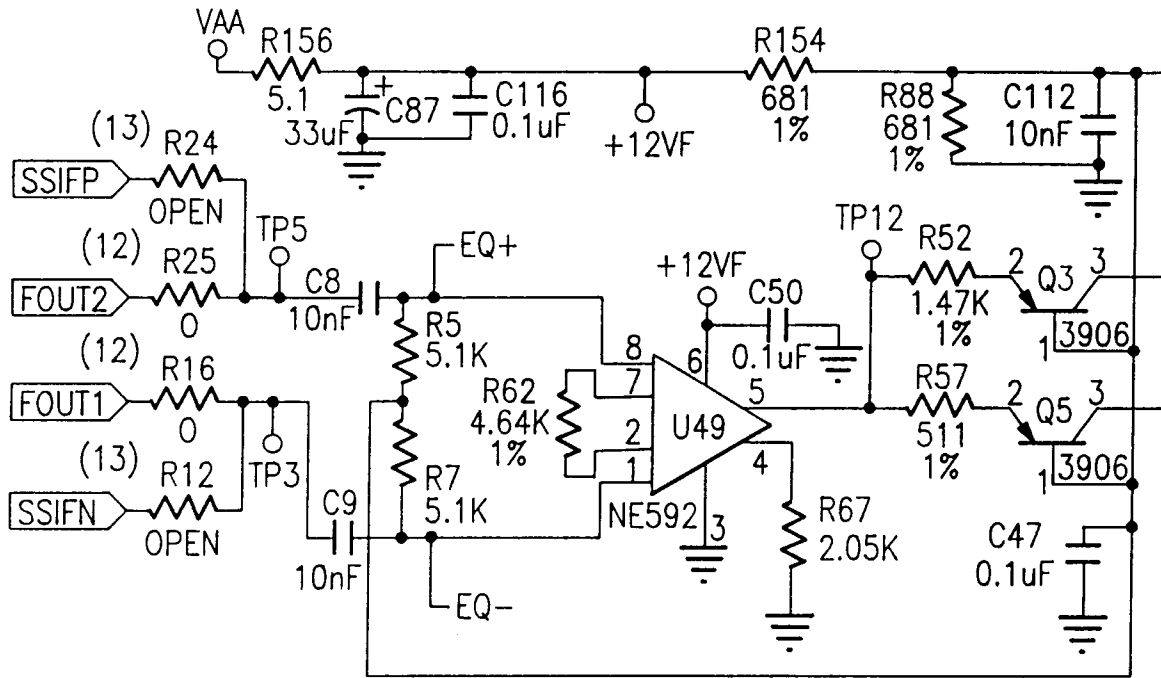 VAA
R156
5.1
+
C87
33uF
C116
0.1uF
+12VF
R154
681
1%
R88
681
1%
C112
10nF
(13)
R24
SSIFP
OPEN
(12)
R25
FOUT2
0
TP5
C8
10nF
EQ+
R5
5.1K
(12)
R16
FOUT1
0
TP3
(13)
R12
SSIFN
OPEN
C9
10nF
R7
5.1K
EQ-
R62
4.64K
1%
8
7
2
1
U49
NE592
6
5
4
3
+12VF
C50
0.1uF
R67
2.05K
TP12
R52
1.47K
1%
2
Q3
3
1
3906
R57
511
1%
2
Q5
3
1
3906
C47
0.1uF